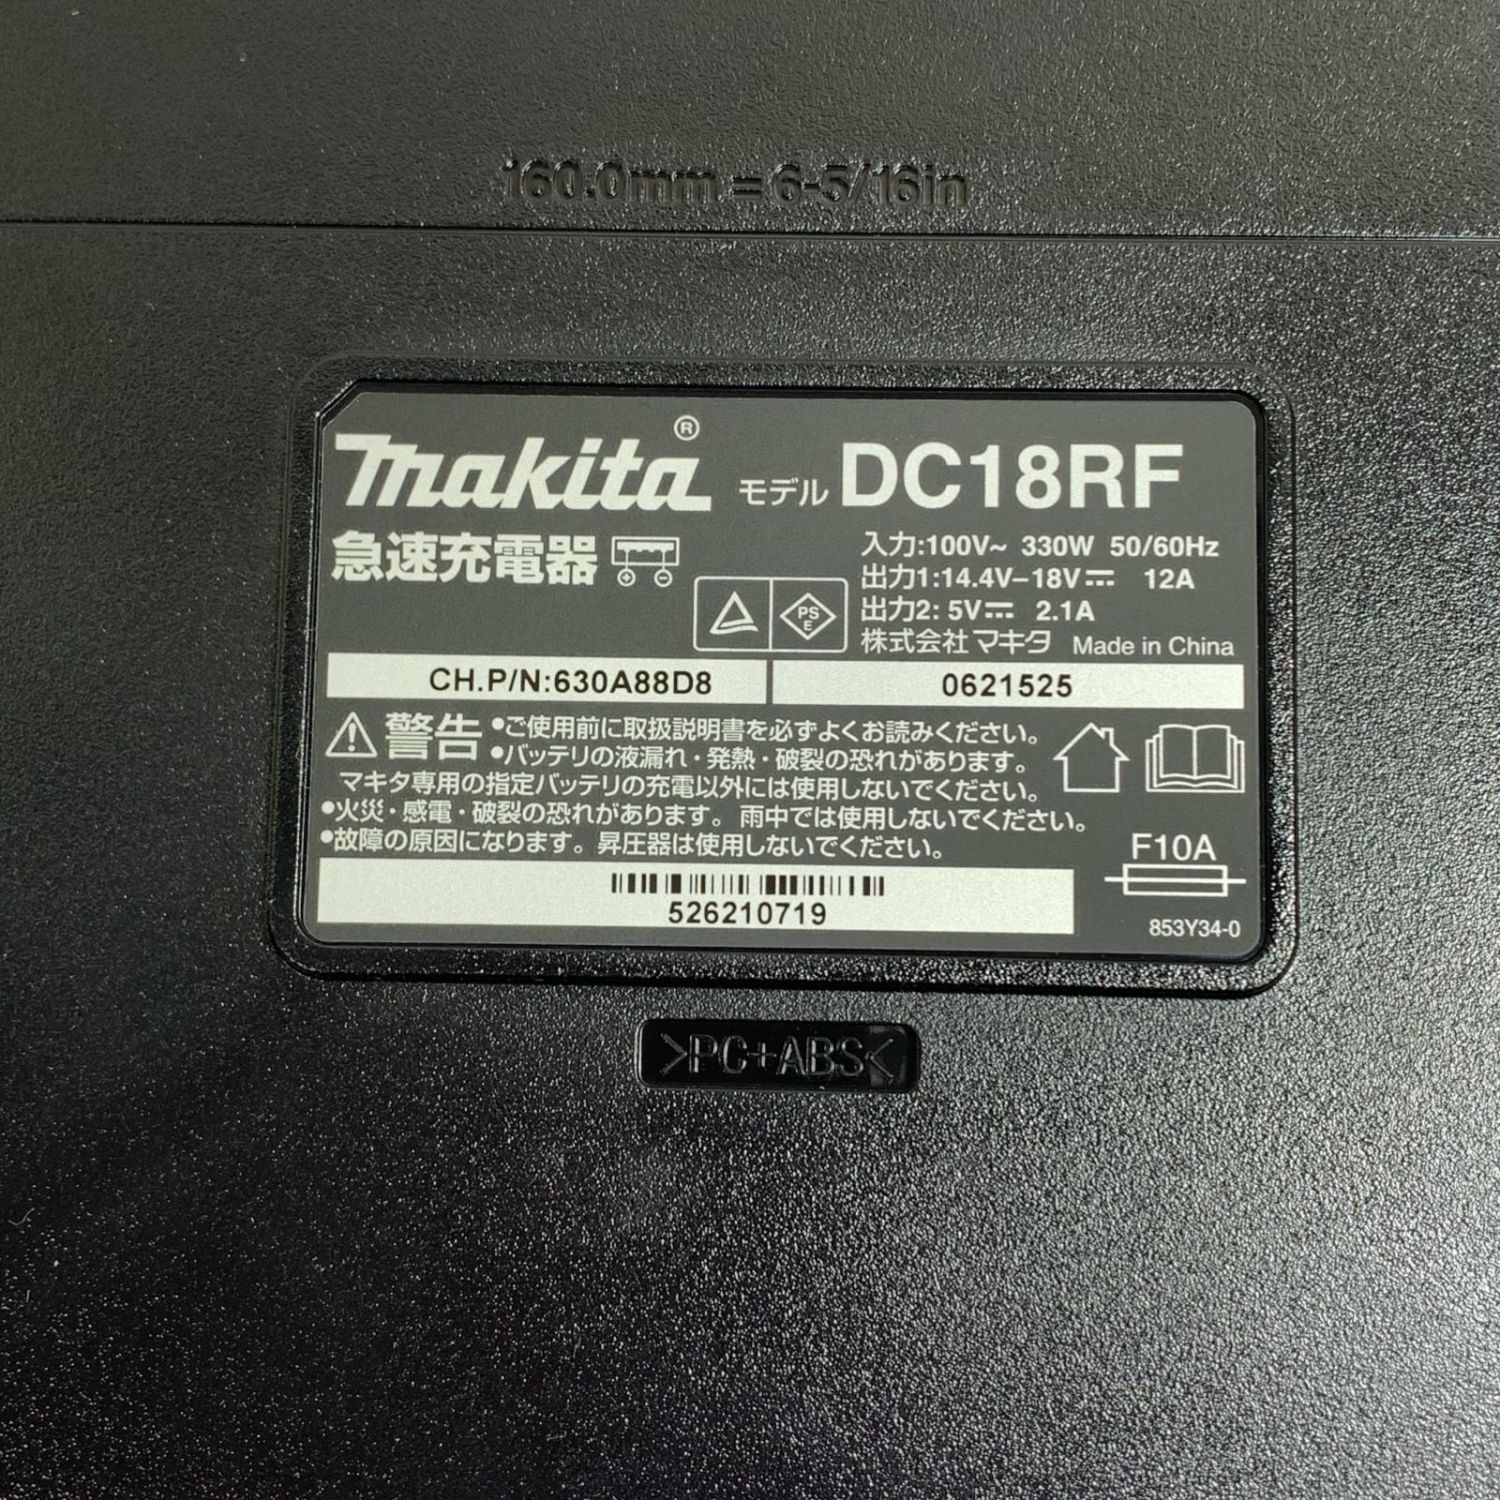 160.0mm = 6-5/16in
makita®
モデル DC18RF
急速充電器
入力:100V~ 330W 50/60Hz
出力1:14.4V–18V⎓ 12A
出力2: 5V⎓ 2.1A
PS
E
株式会社マキタ Made in China
CH.P/N:630A88D8
0621525
警告 •ご使用前に取扱説明書を必ずよくお読みください。
•バッテリの液漏れ・発熱・破裂の恐れがあります。
マキタ専用の指定バッテリの充電以外には使用しないでください。
•火災・感電・破裂の恐れがあります。雨中では使用しないでください。
•故障の原因になります。昇圧器は使用しないでください。
F10A
526210719
853Y34-0
>PC+ABS<